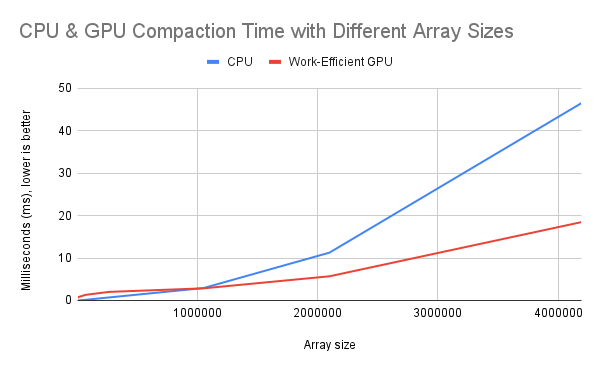 CPU & GPU Compaction Time with Different Array Sizes
CPU
Work-Efficient GPU
Milliseconds (ms), lower is better
50
40
30
20
10
0
1000000
2000000
3000000
4000000
Array size